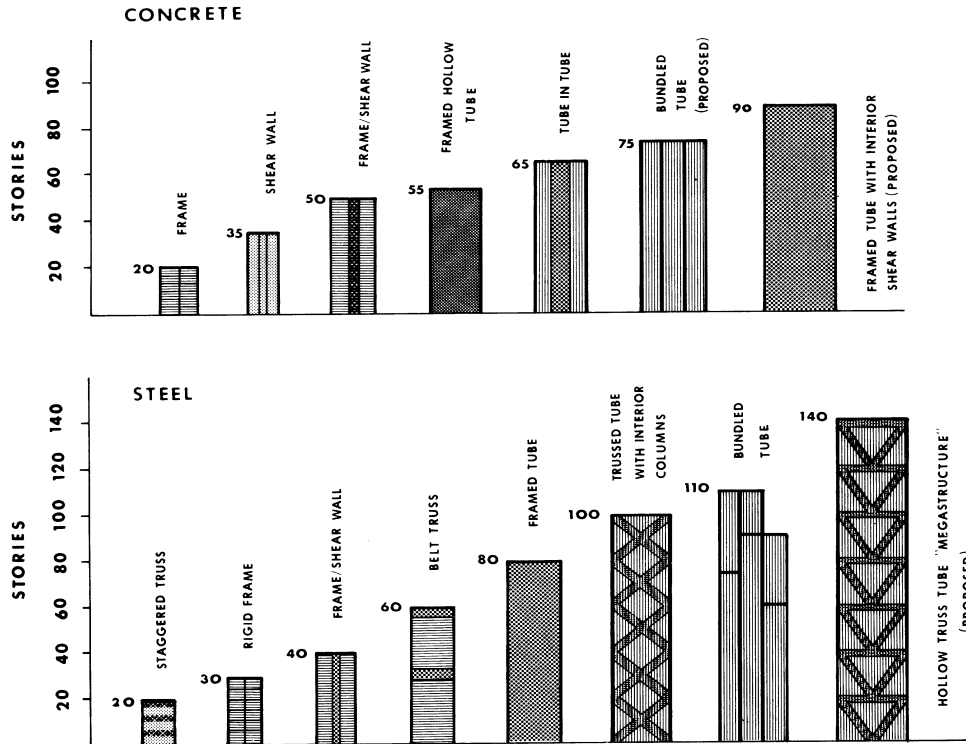 CONCRETE
STORIES
100
80
60
40
20
20
FRAME
35
SHEAR WALL
50
FRAME/SHEAR WALL
55
FRAMED HOLLOW
TUBE
65
TUBE IN TUBE
75
BUNDLED
TUBE
(PROPOSED)
90
FRAMED TUBE WITH INTERIOR
SHEAR WALLS (PROPOSED)
STEEL
STORIES
140
120
100
80
60
40
20
20
STAGGERED TRUSS
30
RIGID FRAME
40
FRAME/SHEAR WALL
60
BELT TRUSS
80
FRAMED TUBE
100
TRUSSED TUBE
WITH INTERIOR
COLUMNS
110
BUNDLED
TUBE
140
HOLLOW TRUSS TUBE "MEGASTRUCTURE"
(PROPOSED)